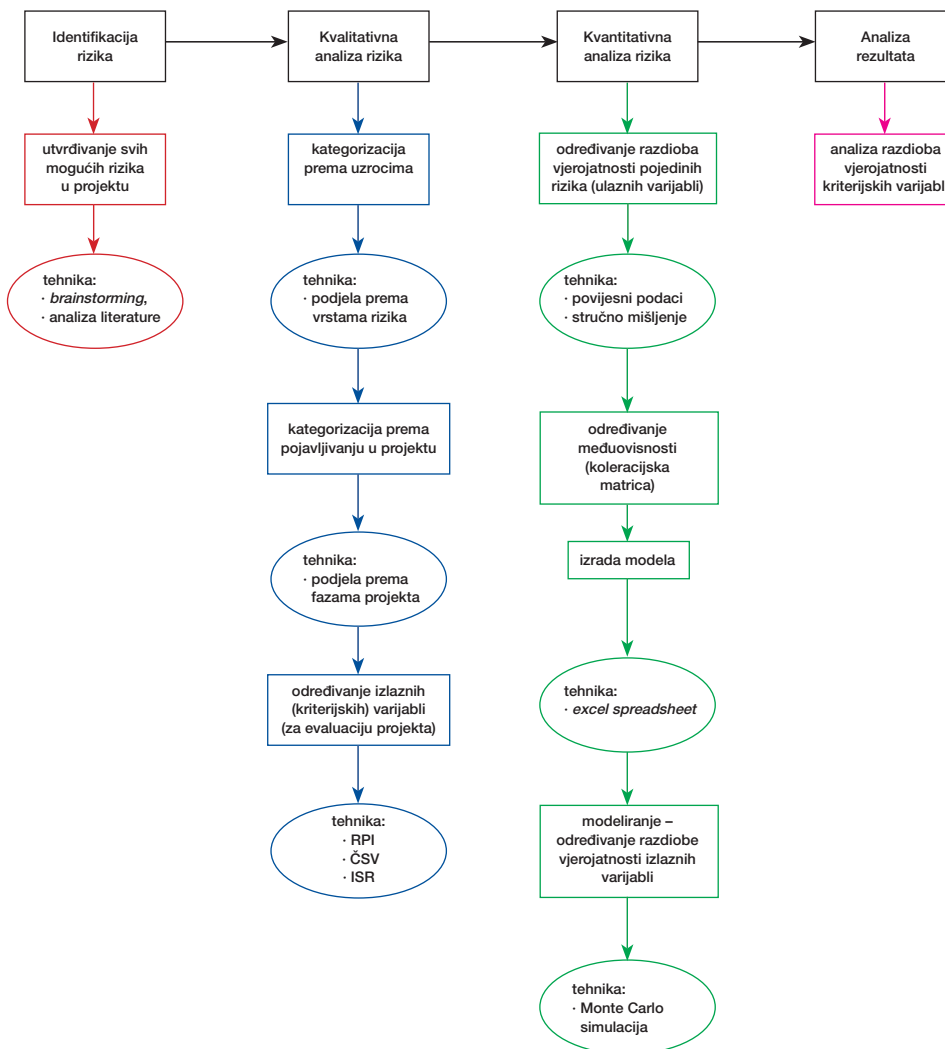 Identifikacija
rizika
Kvalitativna
analiza rizika
Kvantitativna
analiza rizika
Analiza
rezultata
utvrđivanje svih
mogućih rizika
u projektu
tehnika:
· brainstorming,
· analiza literature
kategorizacija
prema uzrocima
tehnika:
· podjela prema
vrstama rizika
kategorizacija prema
pojavljivanju u projektu
tehnika:
· podjela prema
fazama projekta
određivanje izlaznih
(kriterijskih) varijabli
(za evaluaciju projekta)
tehnika:
· RPI
· ČSV
· ISR
određivanje razdioba
vjerojatnosti pojedinih
rizika (ulaznih varijabli)
tehnika:
· povijesni podaci
· stručno mišljenje
određivanje
međuovisnosti
(koleracijska
matrica)
izrada modela
tehnika:
· excel spreadsheet
modeliranje –
određivanje razdiobe
vjerojatnosti izlaznih
varijabli
tehnika:
· Monte Carlo
simulacija
analiza razdioba
vjerojatnosti
kriterijskih varijabli